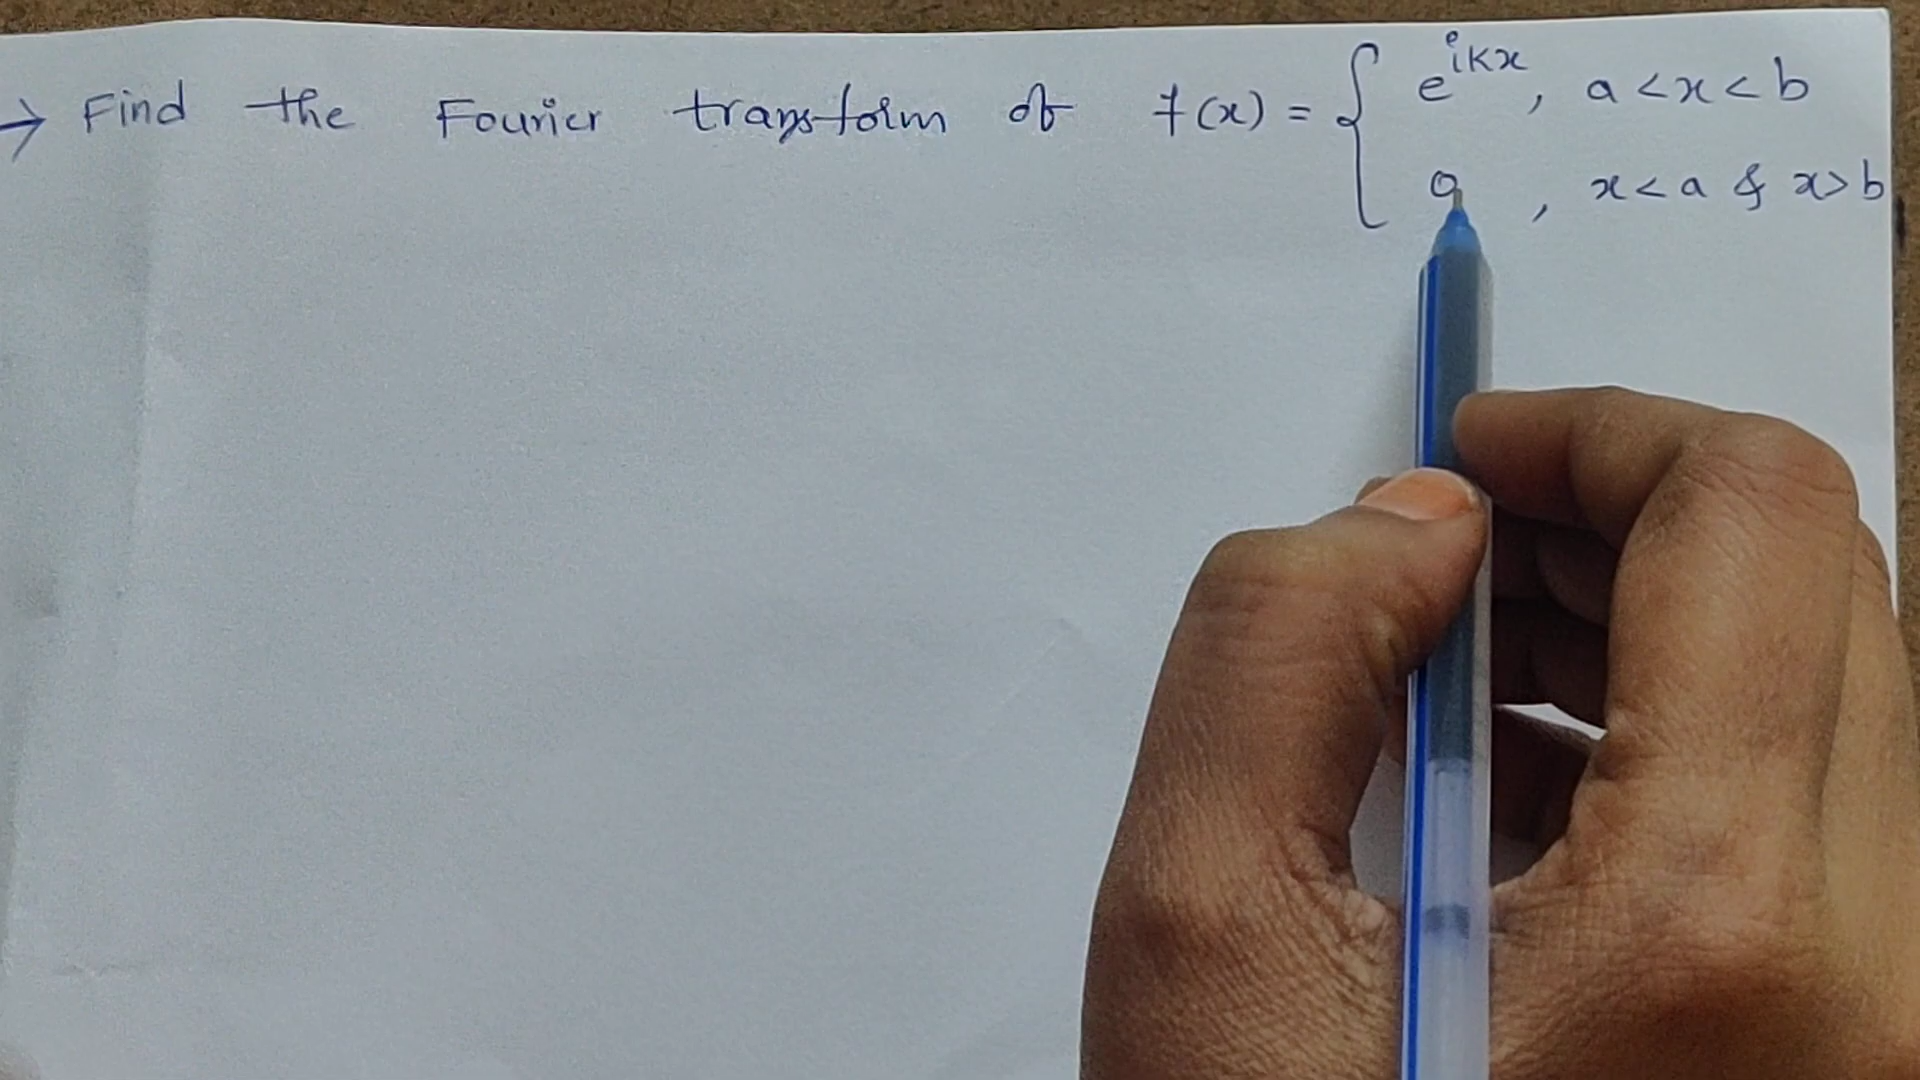 → Find the Fourier transform of f(x) = { e^{ikx}, a<x<b
0, x<a & x>b